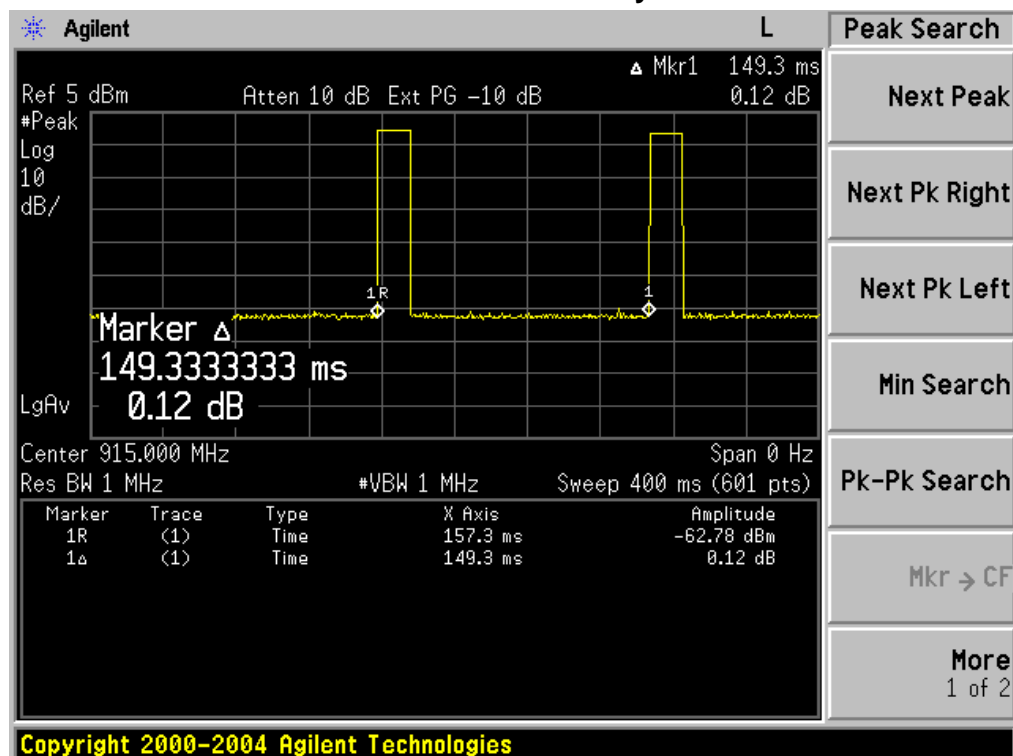 Agilent L Peak Search
Δ Mkr1 149.3 ms
Ref 5 dBm Atten 10 dB Ext PG -10 dB 0.12 dB
#Peak
Log
10
dB/
1R 1
Marker Δ
149.3333333 ms
0.12 dB
LgAv
Center 915.000 MHz Span 0 Hz
Res BW 1 MHz #VBW 1 MHz Sweep 400 ms (601 pts)
Marker Trace Type X Axis Amplitude
1R (1) Time 157.3 ms -62.78 dBm
1Δ (1) Time 149.3 ms 0.12 dB
Next Peak
Next Pk Right
Next Pk Left
Min Search
Pk-Pk Search
Mkr → CF
More
1 of 2
Copyright 2000-2004 Agilent Technologies